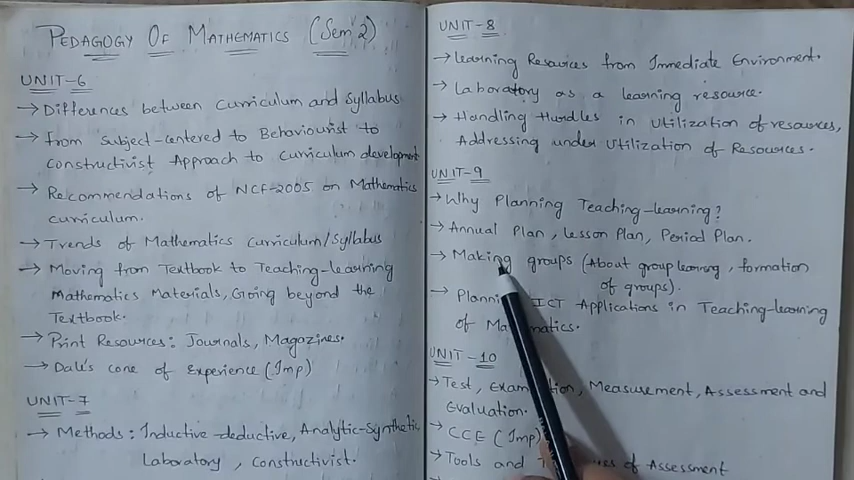 PEDAGOGY OF MATHEMATICS (Sem 2)
UNIT-6
→ Differences between Curriculum and Syllabus
→ From Subject-centered to Behaviourist to
Constructivist Approach to Curriculum development
→ Recommendations of NCF-2005 on Mathematics
curriculum.
→ Trends of Mathematics Curriculum/Syllabus
→ Moving from Textbook to Teaching-learning
Mathematics Materials, Going beyond the
Textbook.
→ Print Resources: Journals, Magazines.
→ Dale's cone of Experience (Imp)
UNIT-7
→ Methods: Inductive-deductive, Analytic-Synthetic
Laboratory, Constructivist.
UNIT-8
→ Learning Resources from Immediate Environment.
→ Laboratory as a learning resource.
→ Handling Hurdles in Utilization of resources,
Addressing under Utilization of Resources.
UNIT-9
→ Why Planning Teaching-learning?
→ Annual Plan, Lesson Plan, Period Plan.
→ Making groups (About group learning, formation
of groups).
→ ICT Applications in Teaching-learning
of
UNIT-10
→ Test, Measurement, Assessment and
Evaluation.
→ CCE (Imp)
→ Tools and of Assessment